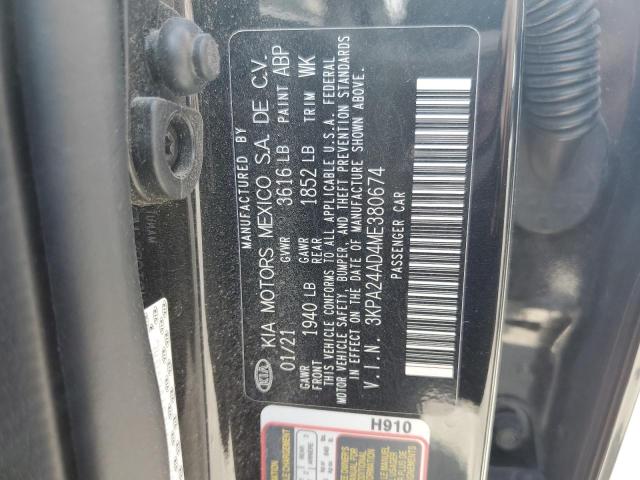 MANUFACTURED BY
KIA KIA MOTORS MEXICO S.A. DE C.V.
01/21 GVWR 3616 LB PAINT ABP
GAWR FRONT 1940 LB GAWR REAR 1852 LB TRIM WK
THIS VEHICLE CONFORMS TO ALL APPLICABLE U.S.A. FEDERAL
MOTOR VEHICLE SAFETY, BUMPER, AND THEFT PREVENTION STANDARDS
IN EFFECT ON THE DATE OF MANUFACTURE SHOWN ABOVE.
V.I.N. 3KPA24AD4ME380674
PASSENGER CAR
H910